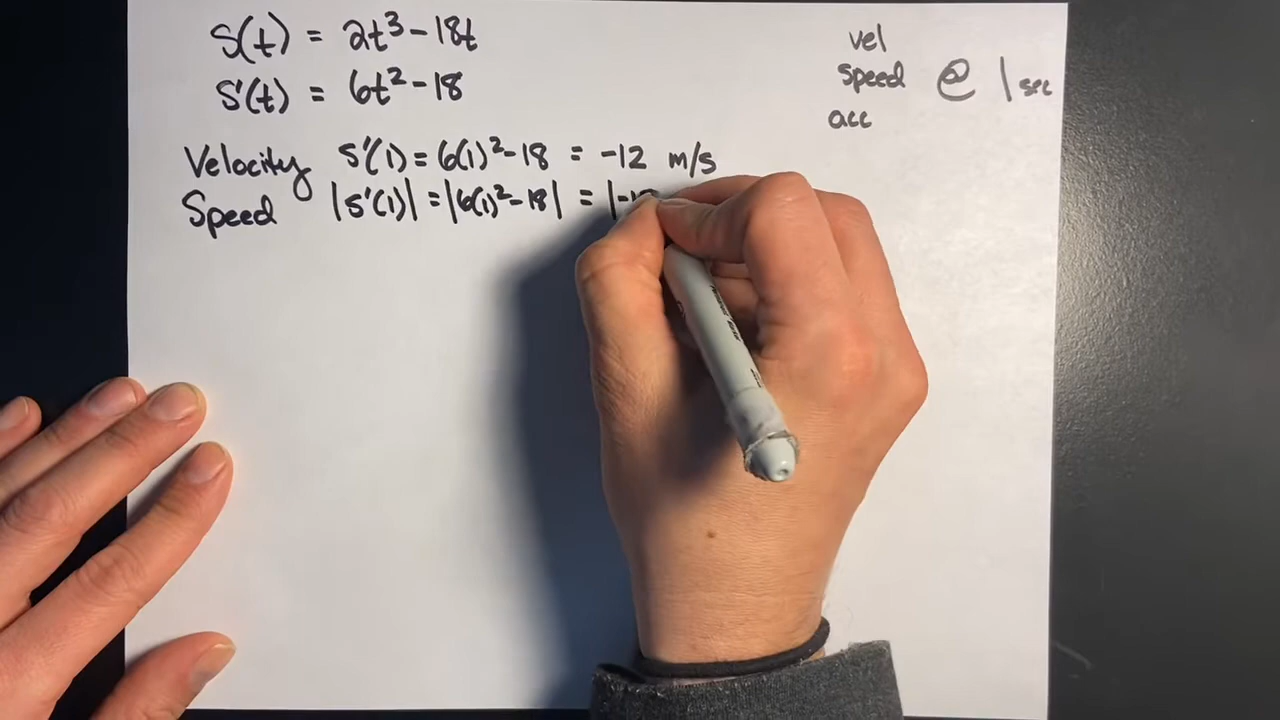 S(t) = 2t³-18t
S'(t) = 6t²-18
vel
speed @ 1 sec
acc
Velocity S'(1) = 6(1)²-18 = -12 m/s
Speed |S'(1)| = |6(1)²-18| = |-12